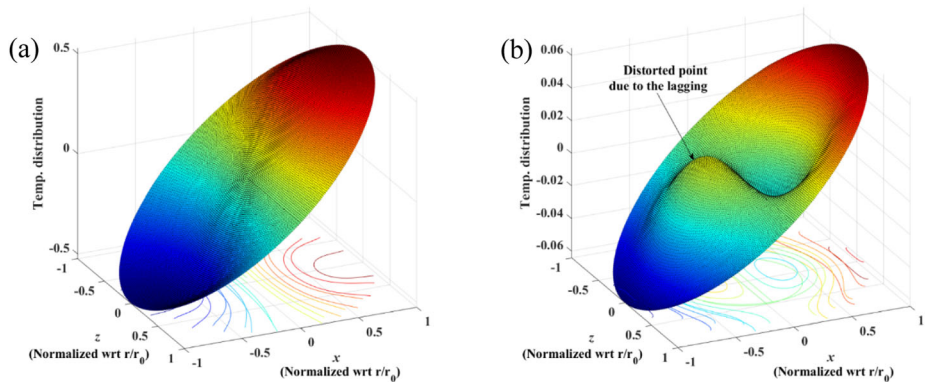 (a)
0.5
0
-0.5
Temp. distribution
-1
-0.5
0
0.5
1
z
(Normalized wrt r/r0)
-1
-0.5
0
0.5
1
x
(Normalized wrt r/r0)
(b)
Distorted point
due to the lagging
0.06
0.04
0.02
0
-0.02
-0.04
-0.06
Temp. distribution
-1
-0.5
0
0.5
1
z
(Normalized wrt r/r0)
-1
-0.5
0
0.5
1
x
(Normalized wrt r/r0)